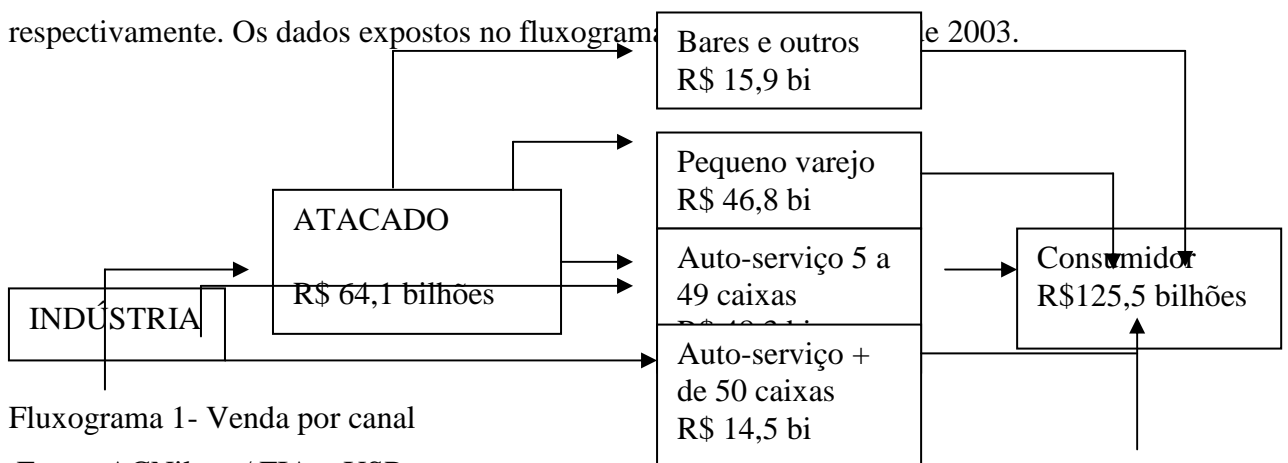 respectivamente. Os dados expostos no fluxograma e 2003.
Bares e outros
R$ 15,9 bi
Pequeno varejo
R$ 46,8 bi
ATACADO
R$ 64,1 bilhões
Auto-serviço 5 a
49 caixas
INDÚSTRIA
Auto-serviço +
de 50 caixas
R$ 14,5 bi
Consumidor
R$125,5 bilhões
Fluxograma 1- Venda por canal